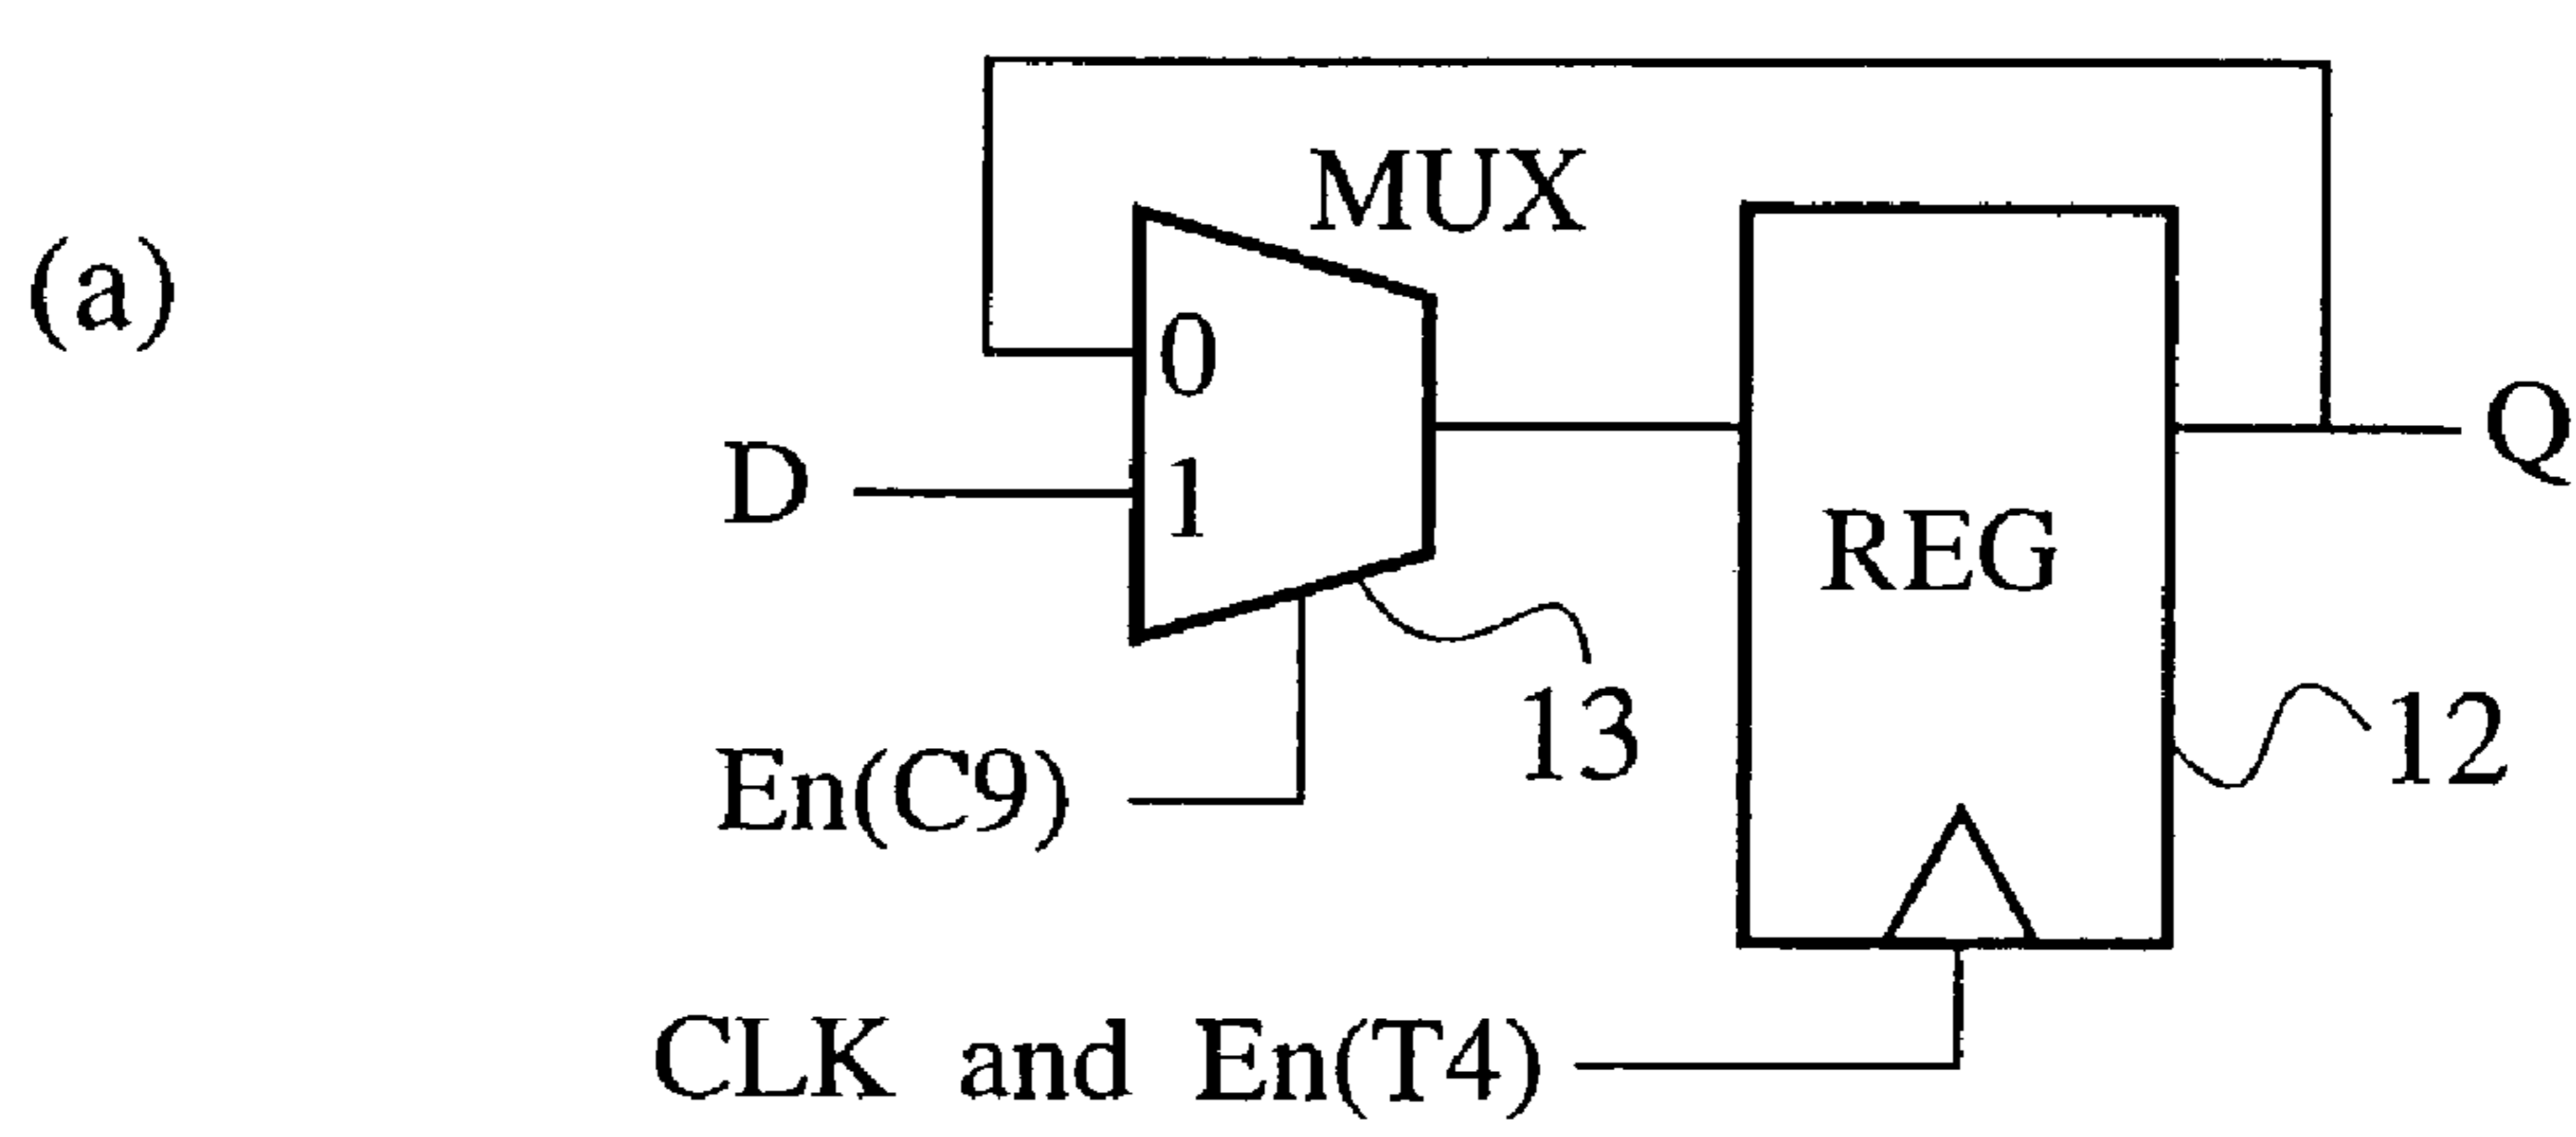 (a)
MUX
0
1
D
Q
REG
En(C9)
13
12
CLK and En(T4)